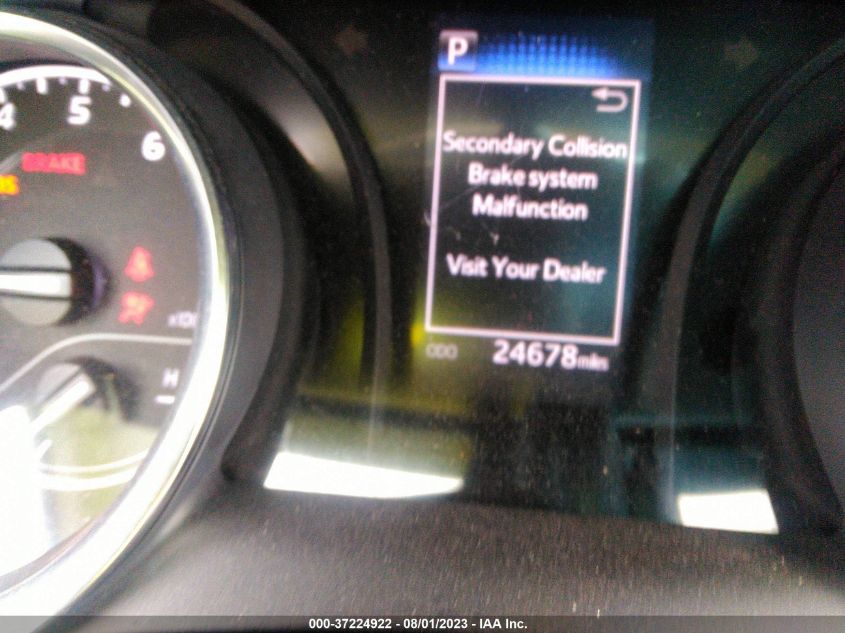 P
4 5 6
BRAKE
Secondary Collision
Brake system
Malfunction
Visit Your Dealer
H
000 24678 miles
000-37224922 - 08/01/2023 - IAA Inc.